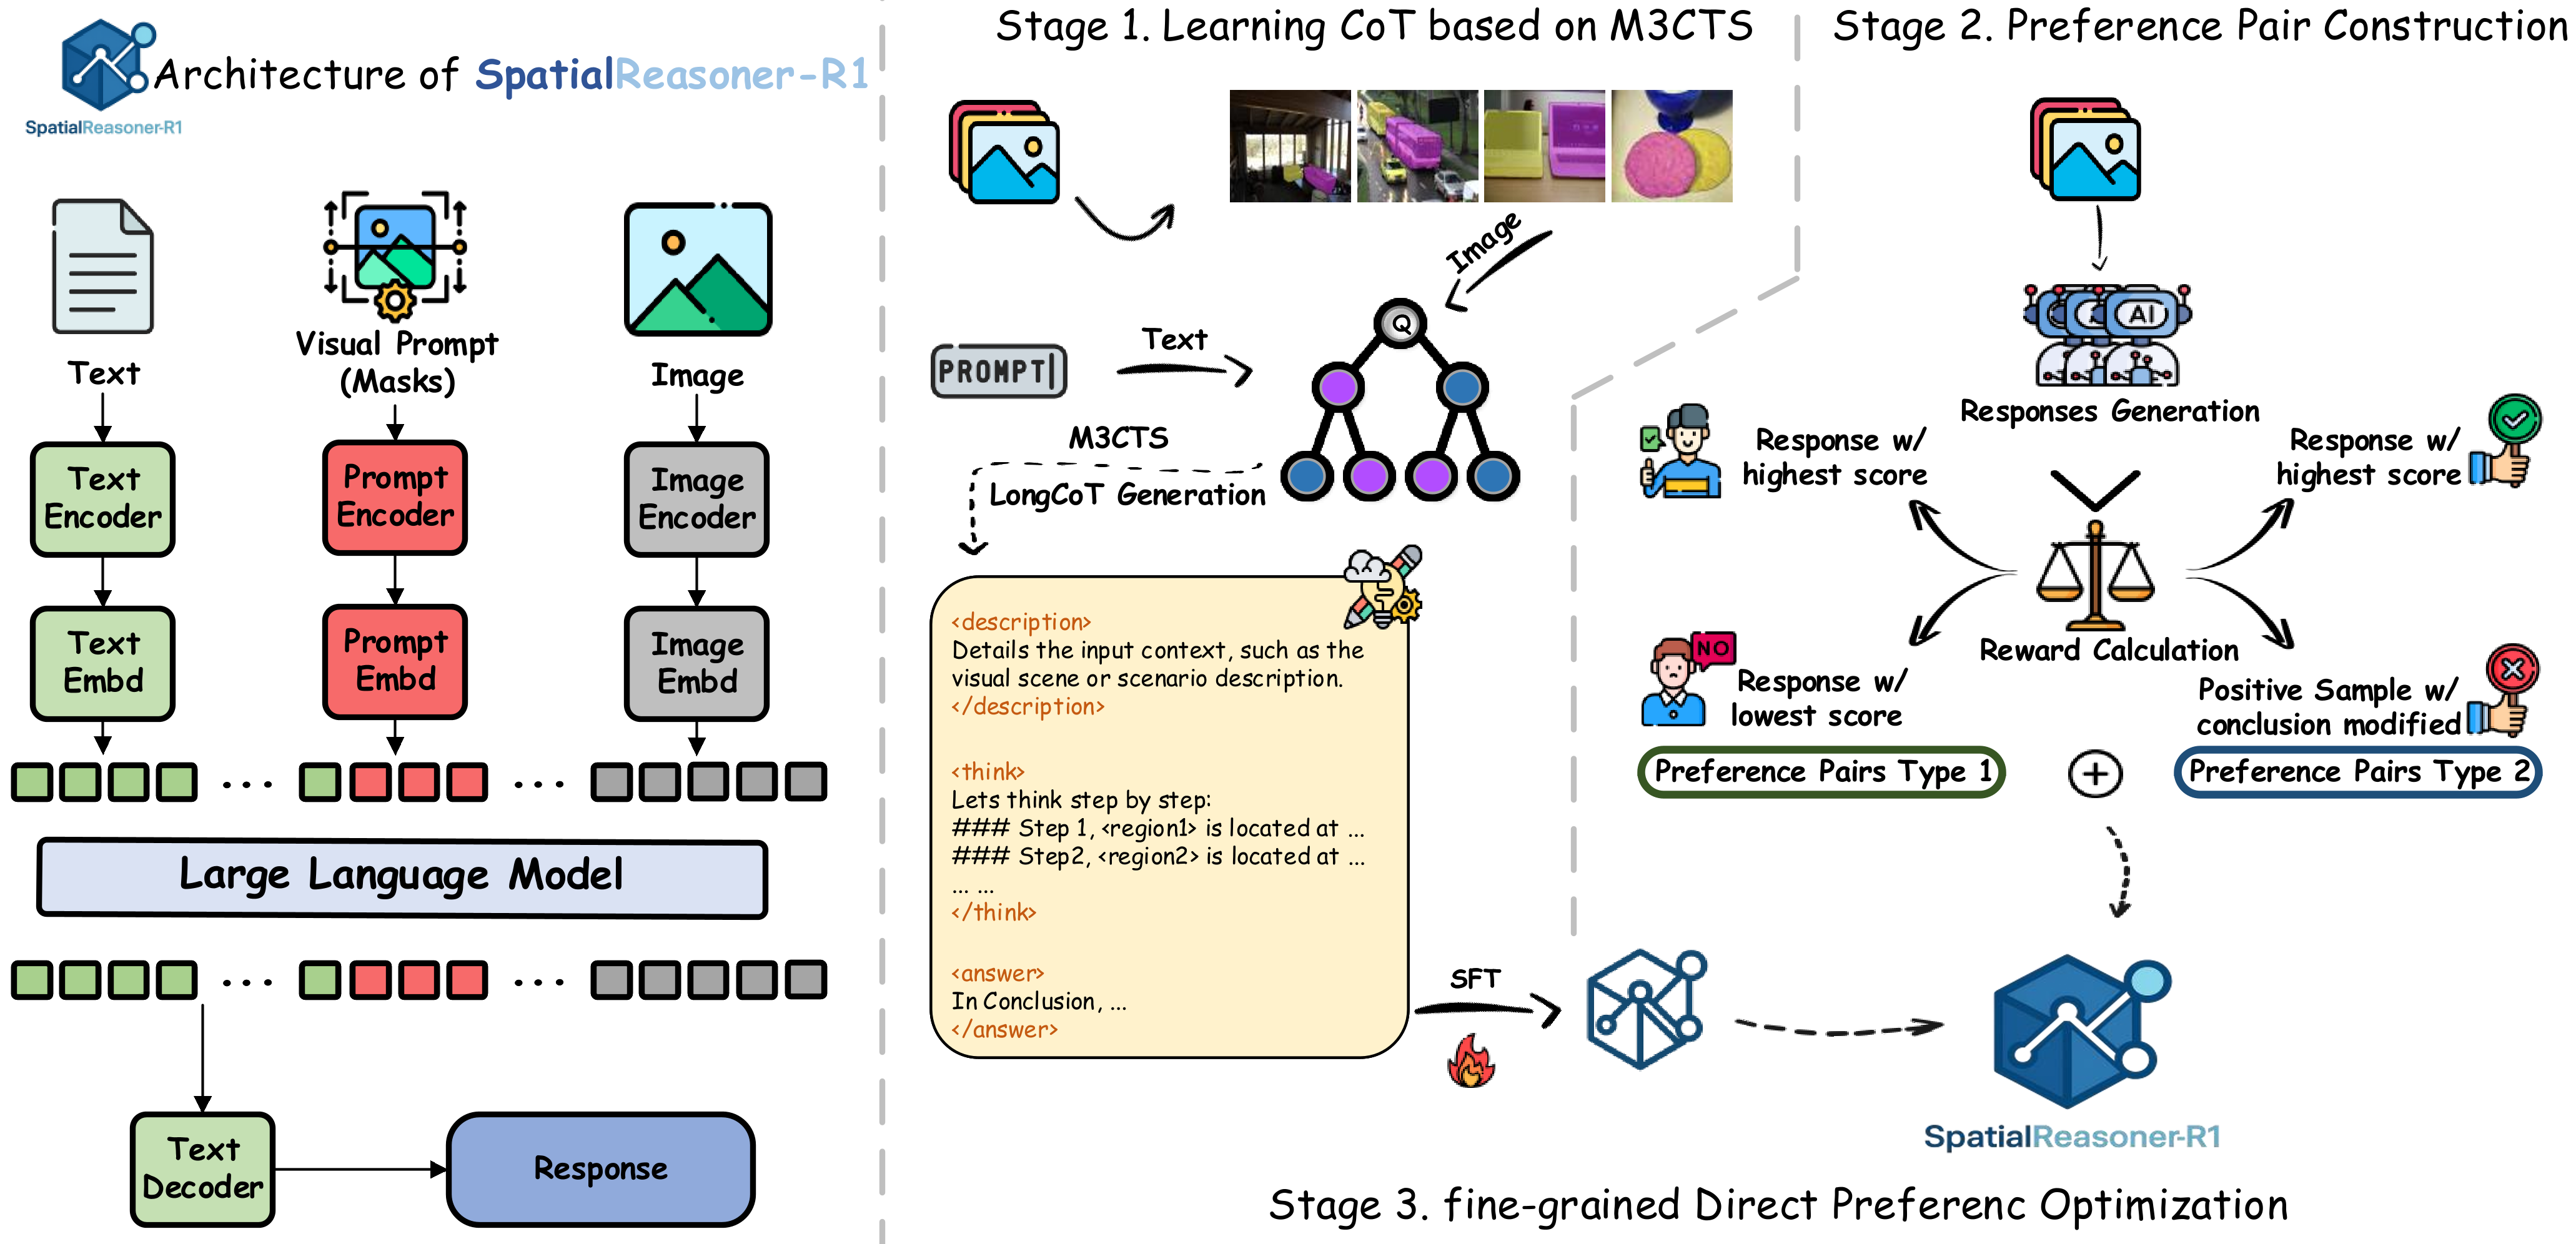 Architecture of SpatialReasoner-R1
SpatialReasoner-R1
Text
Visual Prompt
(Masks)
Image
Text
Encoder
Prompt
Encoder
Image
Encoder
Text
Embd
Prompt
Embd
Image
Embd
...
...
Large Language Model
...
...
Text
Decoder
Response
Stage 1. Learning CoT based on M3CTS
Image
PROMPT|
Text
Q
M3CTS
LongCoT Generation
<description>
Details the input context, such as the
visual scene or scenario description.
</description>
<think>
Lets think step by step:
### Step 1, <region1> is located at ...
### Step2, <region2> is located at ...
... ...
</think>
<answer>
In Conclusion, ...
</answer>
SFT
Stage 2. Preference Pair Construction
AI
Responses Generation
Response w/
highest score
Response w/
highest score
Reward Calculation
NO
Response w/
lowest score
Positive Sample w/
conclusion modified
Preference Pairs Type 1
+
Preference Pairs Type 2
SpatialReasoner-R1
Stage 3. fine-grained Direct Preferenc Optimization